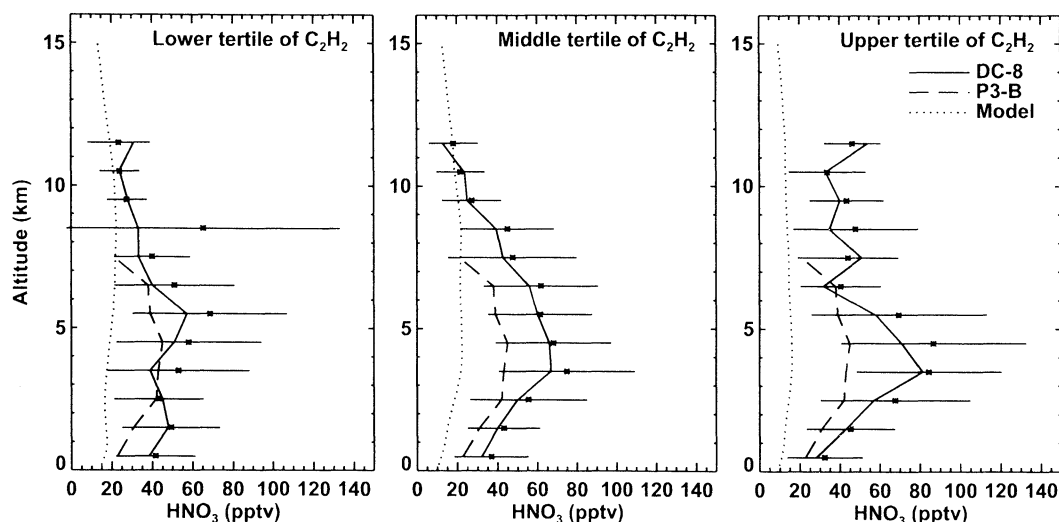 Lower tertile of C₂H₂
Middle tertile of C₂H₂
Upper tertile of C₂H₂
DC-8
P3-B
Model
Altitude (km)
15
10
5
0
15
10
5
0
15
10
5
0
0 20 40 60 80 100 120 140
0 20 40 60 80 100 120 140
0 20 40 60 80 100 120 140
HNO₃ (pptv)
HNO₃ (pptv)
HNO₃ (pptv)